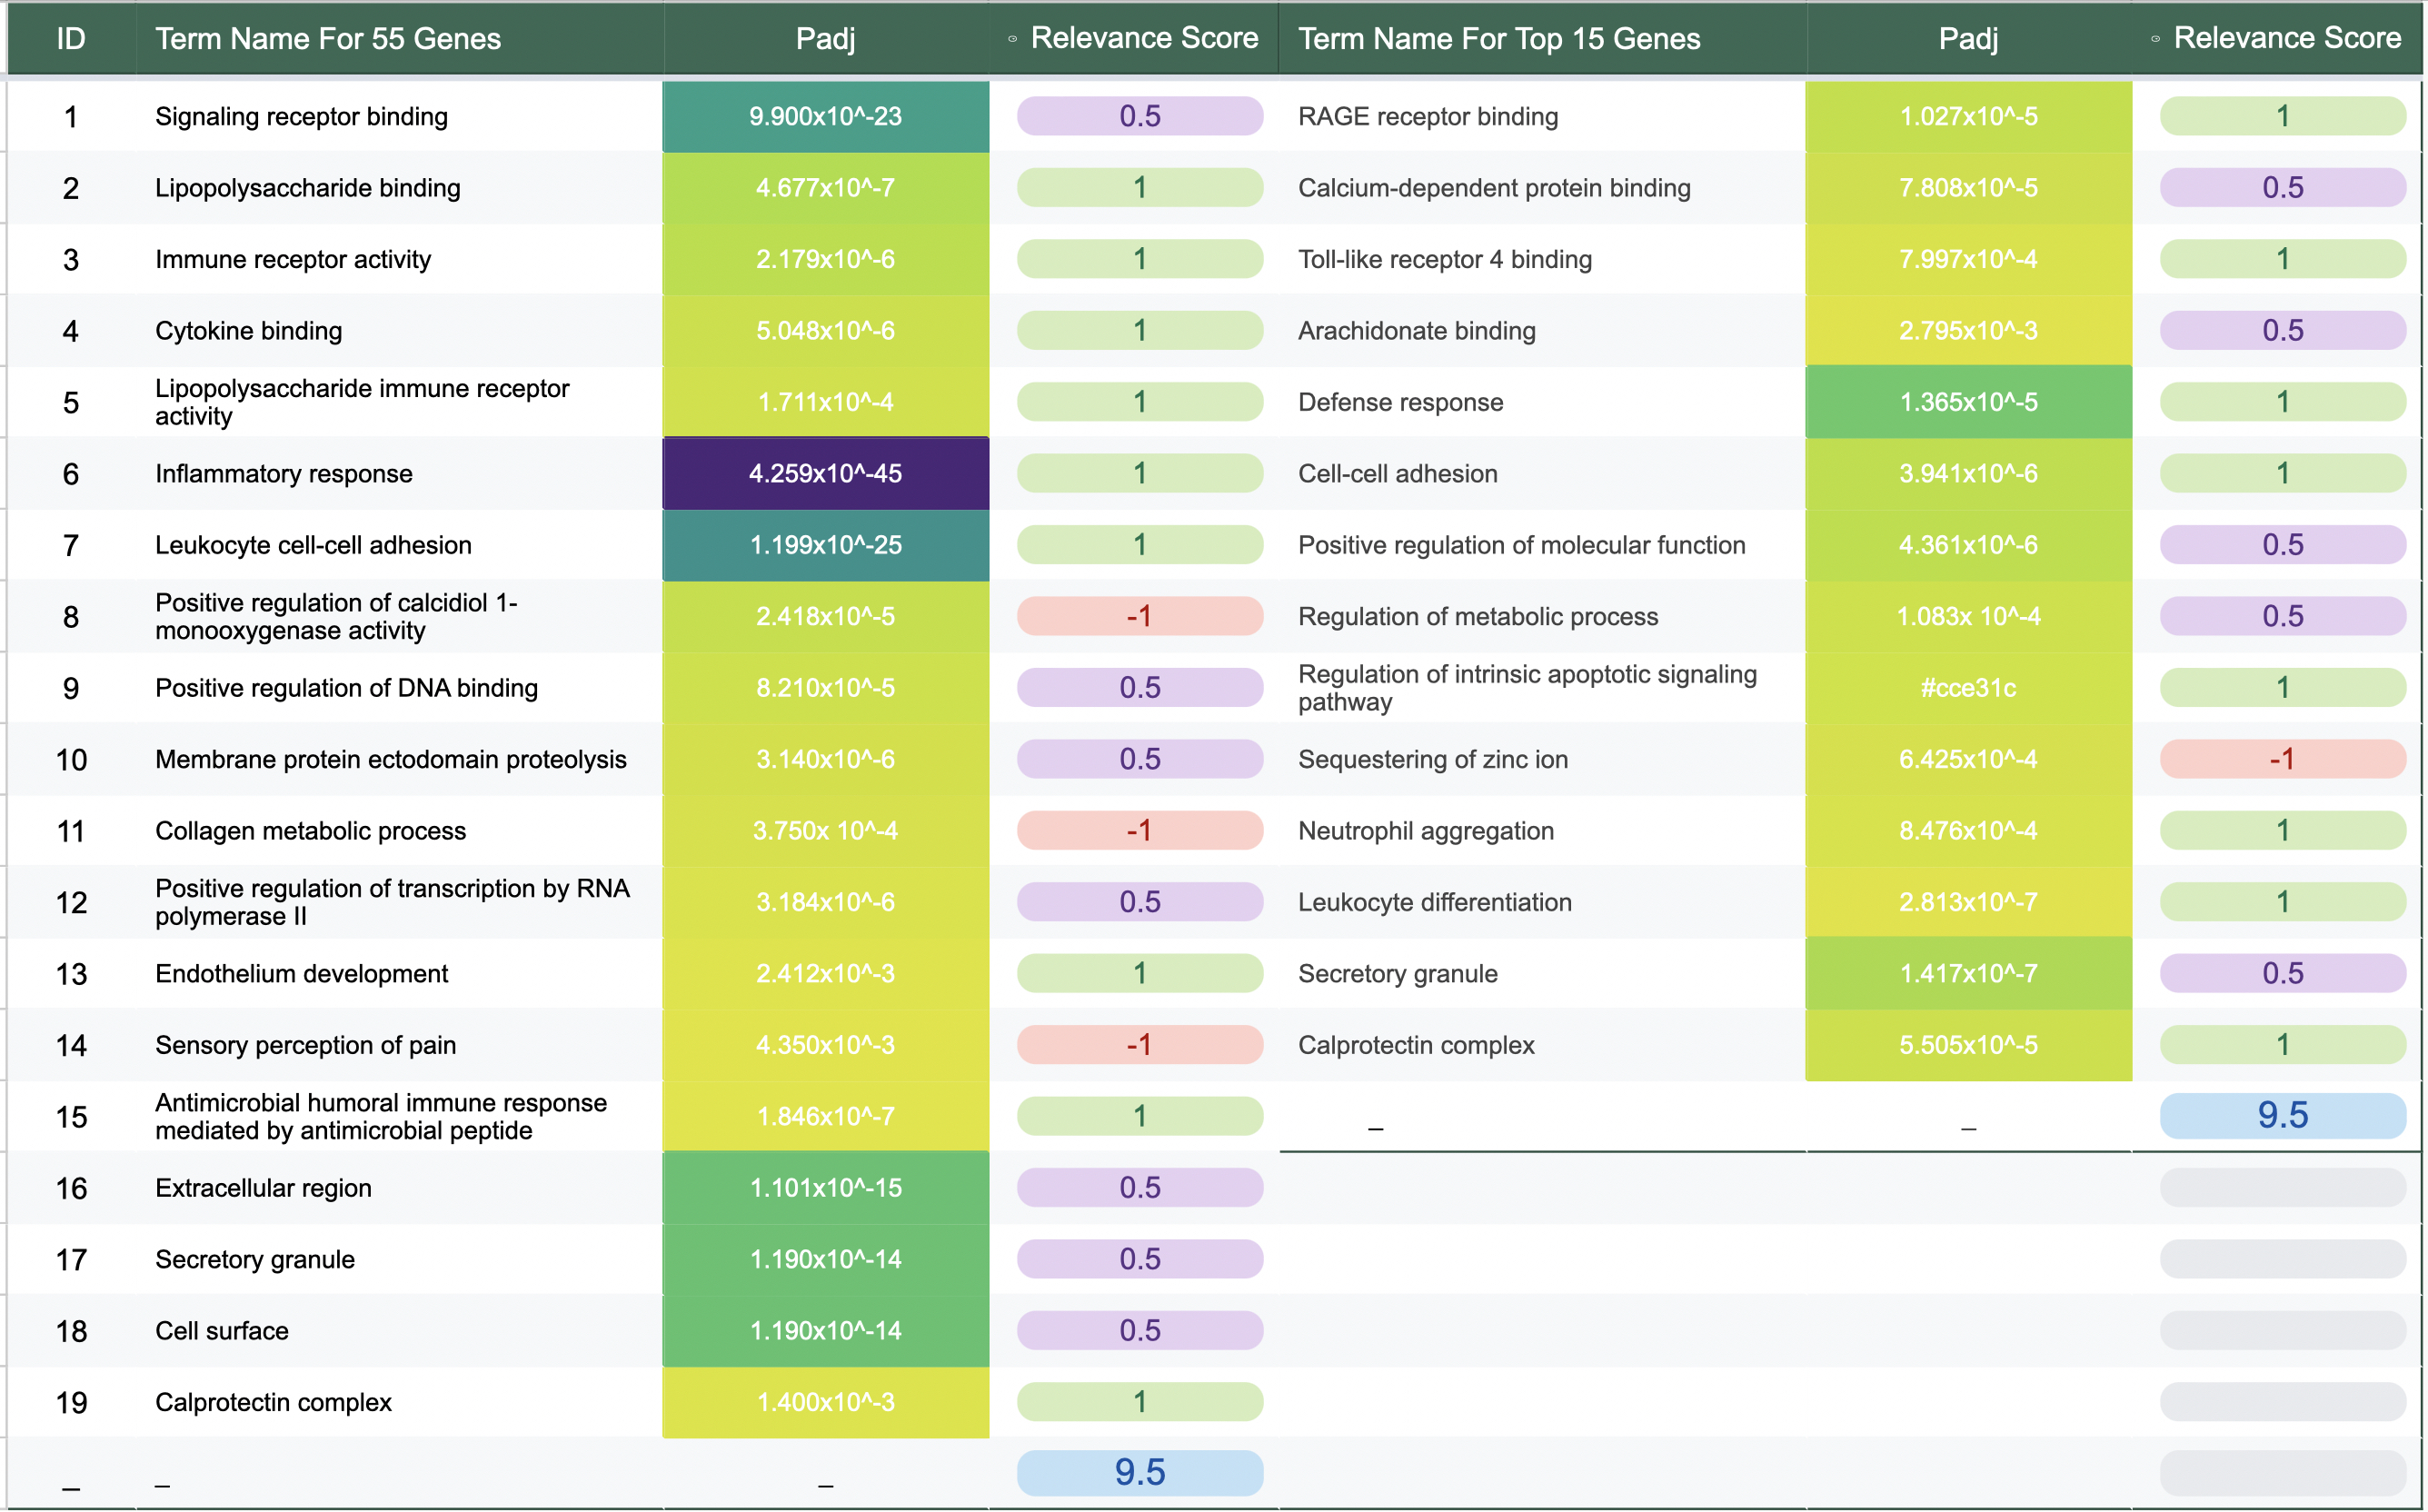 ID Term Name For 55 Genes Padj Relevance Score Term Name For Top 15 Genes Padj Relevance Score
1 Signaling receptor binding 9.900x10^-23 0.5 RAGE receptor binding 1.027x10^-5 1
2 Lipopolysaccharide binding 4.677x10^-7 1 Calcium-dependent protein binding 7.808x10^-5 0.5
3 Immune receptor activity 2.179x10^-6 1 Toll-like receptor 4 binding 7.997x10^-4 1
4 Cytokine binding 5.048x10^-6 1 Arachidonate binding 2.795x10^-3 0.5
5 Lipopolysaccharide immune receptor
activity 1.711x10^-4 1 Defense response 1.365x10^-5 1
6 Inflammatory response 4.259x10^-45 1 Cell-cell adhesion 3.941x10^-6 1
7 Leukocyte cell-cell adhesion 1.199x10^-25 1 Positive regulation of molecular function 4.361x10^-6 0.5
8 Positive regulation of calcidiol 1-
monooxygenase activity 2.418x10^-5 -1 Regulation of metabolic process 1.083x 10^-4 0.5
9 Positive regulation of DNA binding 8.210x10^-5 0.5 Regulation of intrinsic apoptotic signaling
pathway #cce31c 1
10 Membrane protein ectodomain proteolysis 3.140x10^-6 0.5 Sequestering of zinc ion 6.425x10^-4 -1
11 Collagen metabolic process 3.750x 10^-4 -1 Neutrophil aggregation 8.476x10^-4 1
12 Positive regulation of transcription by RNA
polymerase II 3.184x10^-6 0.5 Leukocyte differentiation 2.813x10^-7 1
13 Endothelium development 2.412x10^-3 1 Secretory granule 1.417x10^-7 0.5
14 Sensory perception of pain 4.350x10^-3 -1 Calprotectin complex 5.505x10^-5 1
15 Antimicrobial humoral immune response
mediated by antimicrobial peptide 1.846x10^-7 1 _ _ 9.5
16 Extracellular region 1.101x10^-15 0.5
17 Secretory granule 1.190x10^-14 0.5
18 Cell surface 1.190x10^-14 0.5
19 Calprotectin complex 1.400x10^-3 1
_ _ _ 9.5